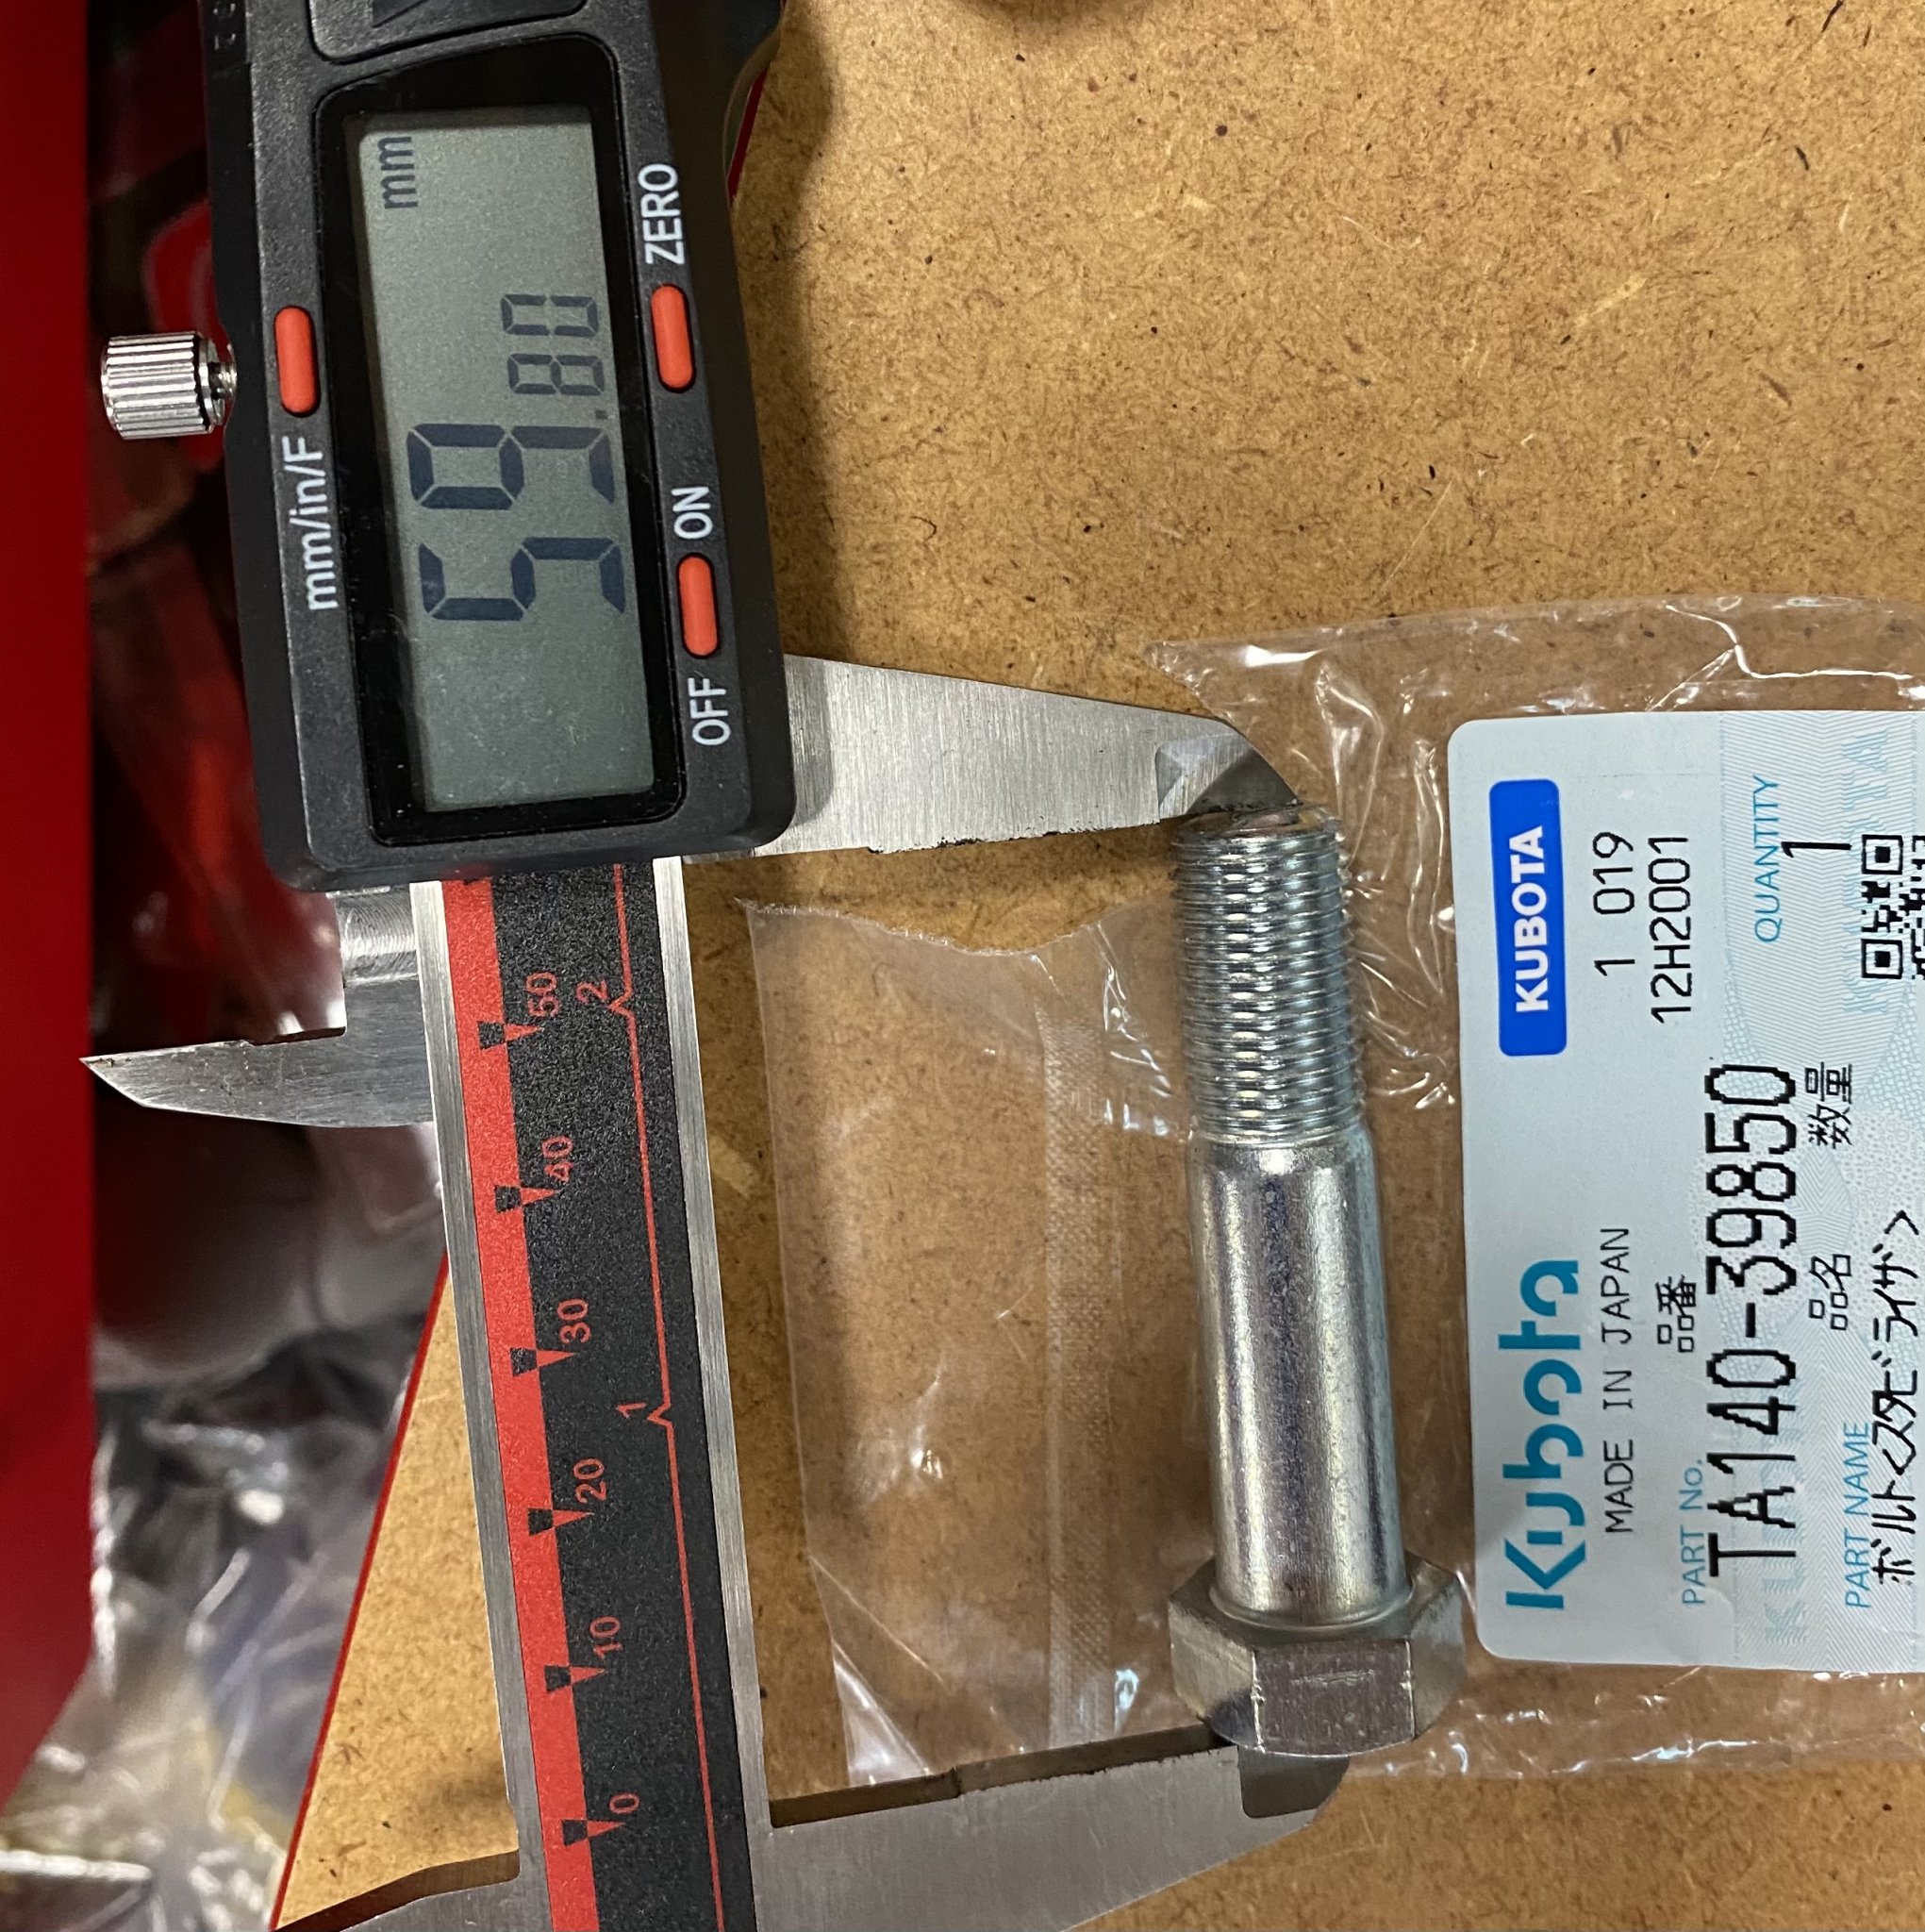 mm
59.80
mm/in/F
ZERO
ON
OFF
0
10
20
30
40
50
1
2
Kubota
KUBOTA
MADE IN JAPAN
1 019
12H2001
PART No.
品番
TA140-39850
PART NAME
品名
数量
QUANTITY
1
ボルト<スタビライザ>